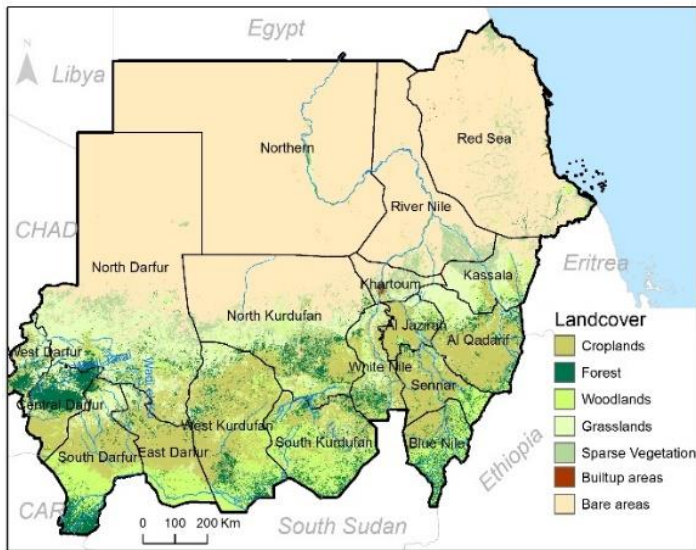 Egypt
N
Libya
Northern
Red Sea
River Nile
CHAD
North Darfur
Khartoum
Kassala
Eritrea
North Kurdufan
Landcover
Al Jazirah
Al Qadarif
Croplands
West Darfur
White Nile
Forest
Sennar
Woodlands
Central Darfur
Grasslands
West Kurdufan
South Kurdufan
Blue Nile
Sparse Vegetation
South Darfur
East Darfur
Ethiopia
Builtup areas
Bare areas
CAR
0 100 200 Km
South Sudan